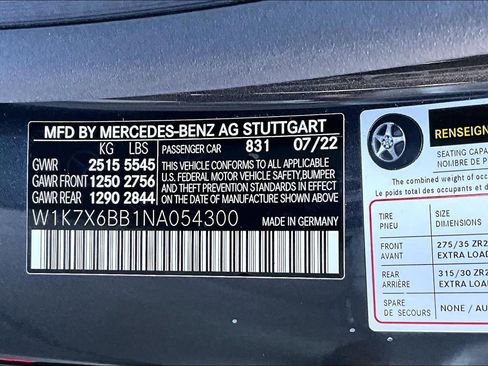 MFD BY MERCEDES-BENZ AG STUTTGART
KG LBS PASSENGER CAR 831 07/22
GVWR 2515 5545
GAWR FRONT 1250 2756
GAWR REAR 1290 2844
THIS VEHICLE CONFORMS TO ALL APPLICABLE
U.S. FEDERAL MOTOR VEHICLE SAFETY,BUMPER,
AND THEFT PREVENTION STANDARDS IN EFFECT
ON THE DATE OF MANUFACTURE SHOWN ABOVE.
W1K7X6BB1NA054300
MADE IN GERMANY
RENSEIGN
SEATING CAPA
NOMBRE DE P
The combined weight of occupant
Le poids total des occupants et d
TIRE
PNEU
SIZE
DIMENSIONS
FRONT
AVANT
275/35 ZR2
EXTRA LOAD
REAR
ARRIÈRE
315/30 ZR2
EXTRA LOAD
SPARE
DE SECOURS
NONE / AU